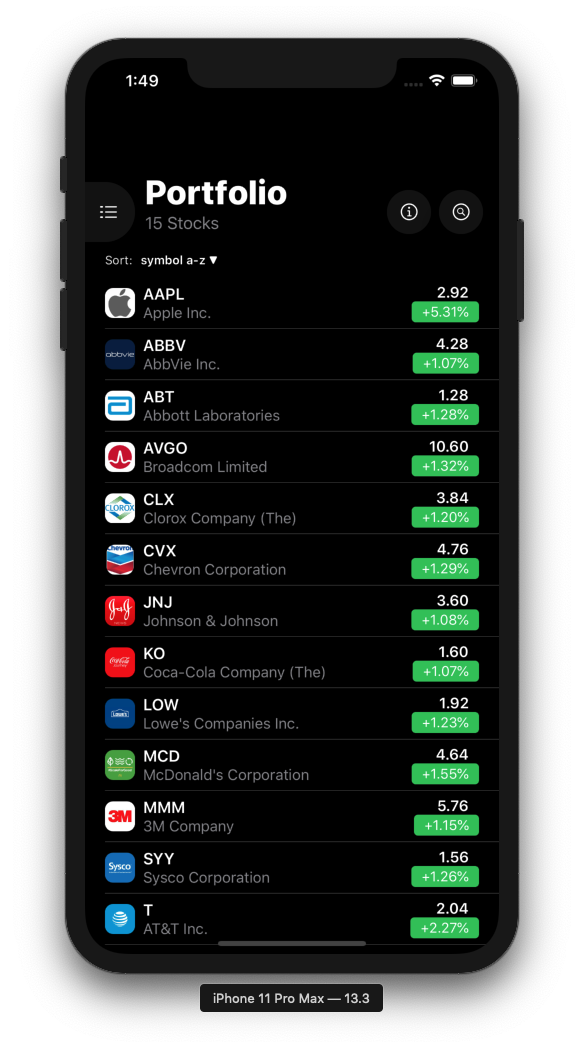 1:49
Portfolio
15 Stocks
Sort: symbol a-z ▼
AAPL 2.92
Apple Inc. +5.31%
abbvie
ABBV 4.28
AbbVie Inc. +1.07%
ABT 1.28
Abbott Laboratories +1.28%
AVGO 10.60
Broadcom Limited +1.32%
CLOROX
CLX 3.84
Clorox Company (The) +1.20%
Chevron
CVX 4.76
Chevron Corporation +1.29%
J&J
JNJ 3.60
Johnson & Johnson +1.08%
Coca-Cola
KO 1.60
Coca-Cola Company (The) +1.07%
LOWE'S
LOW 1.92
Lowe's Companies Inc. +1.23%
MCD 4.64
McDonald's Corporation +1.55%
3M
MMM 5.76
3M Company +1.15%
Sysco
SYY 1.56
Sysco Corporation +1.26%
T 2.04
AT&T Inc. +2.27%
iPhone 11 Pro Max — 13.3